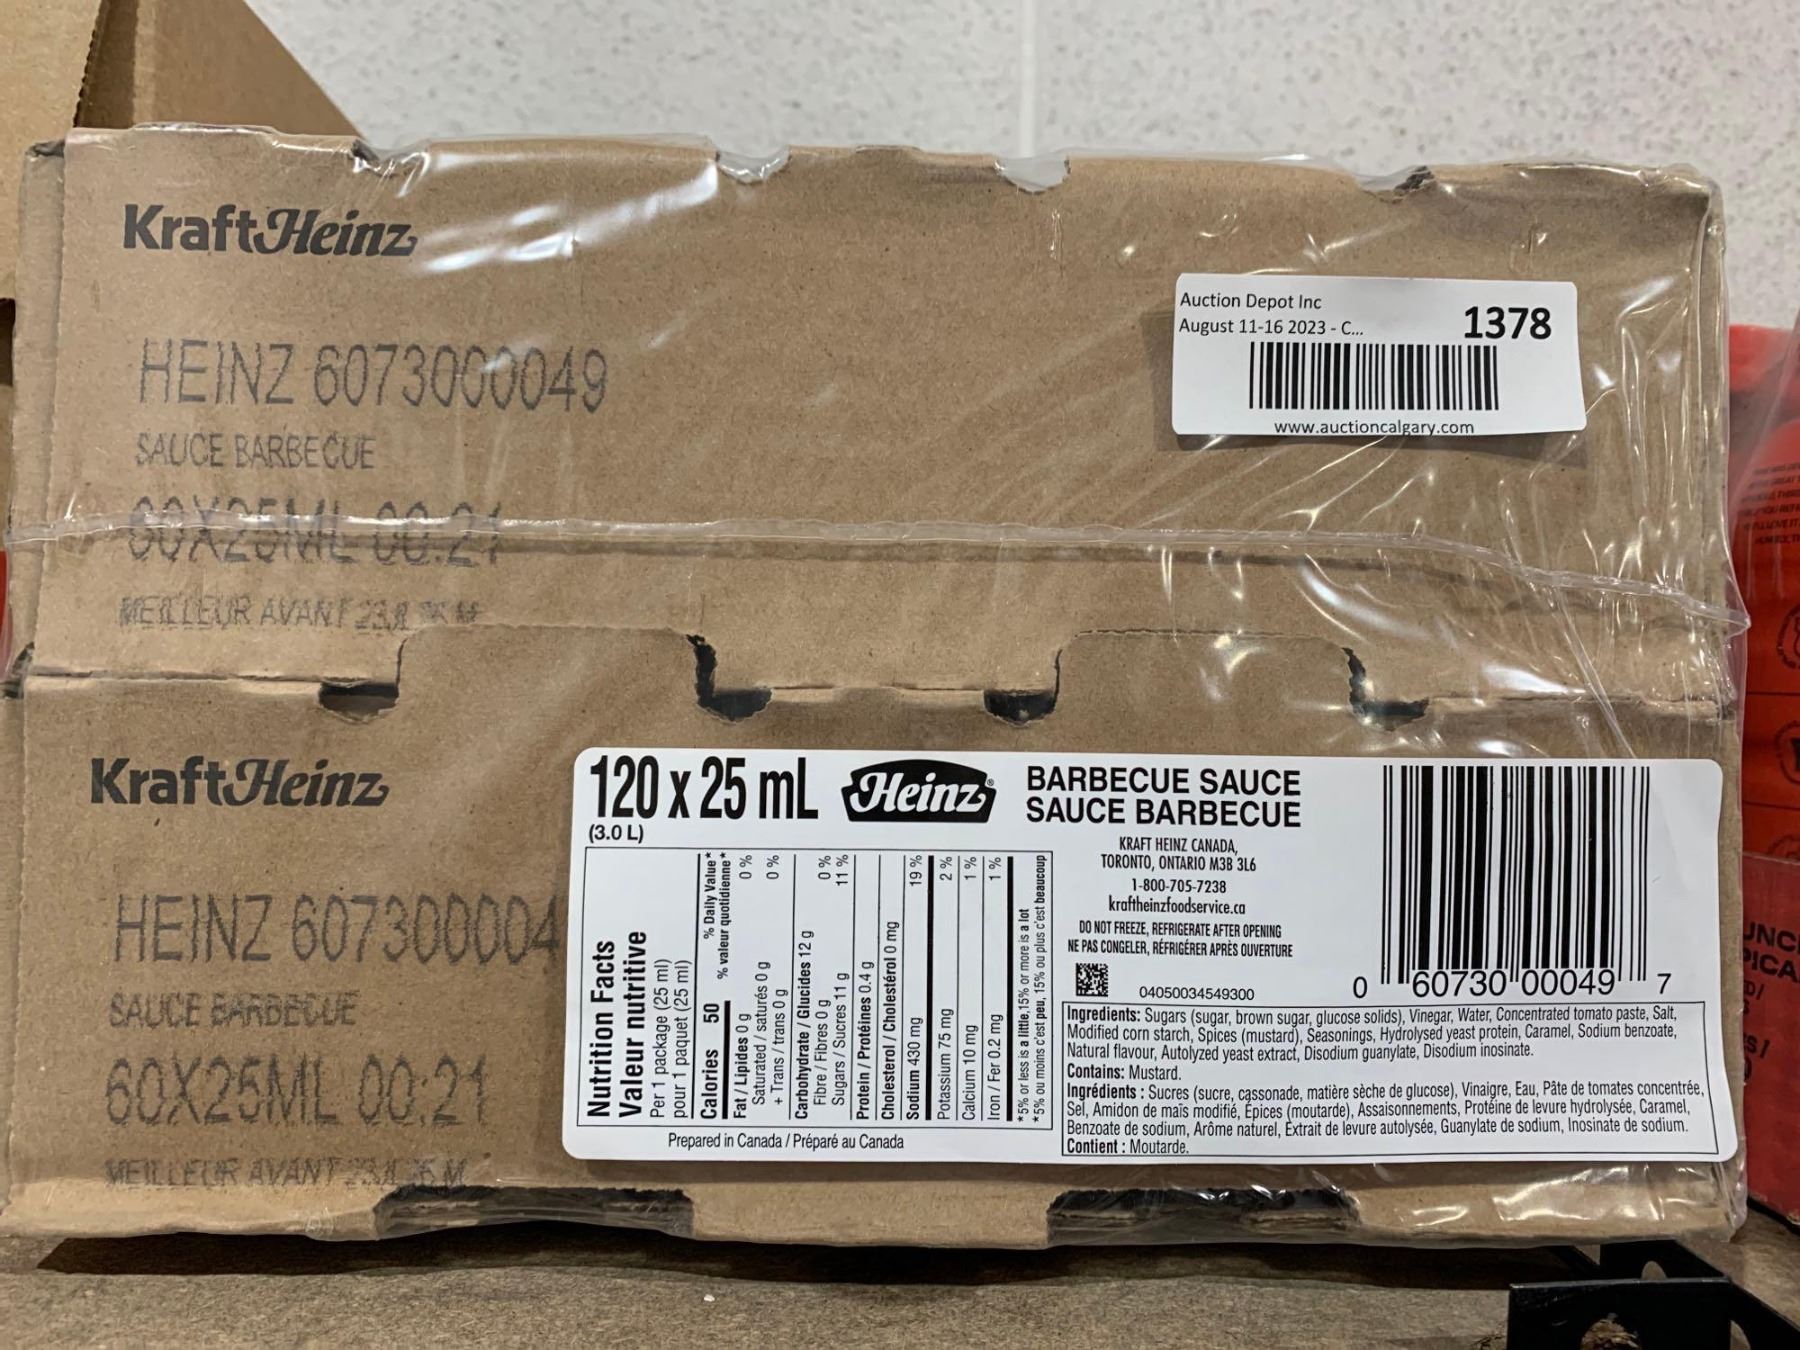 KraftHeinz
HEINZ 6073000049
SAUCE BARBECUE
60X25ML 00:21
MEILLEUR AVANT
Auction Depot Inc
August 11-16 2023 - C...
1378
www.auctioncalgary.com
KraftHeinz
HEINZ 607300004
SAUCE BARBECUE
60X25ML 00:21
MEILLEUR AVANT
120 x 25 mL
(3.0 L)
Heinz®
BARBECUE SAUCE
SAUCE BARBECUE
KRAFT HEINZ CANADA,
TORONTO, ONTARIO M3B 3L6
1-800-705-7238
kraftheinzfoodservice.ca
DO NOT FREEZE, REFRIGERATE AFTER OPENING
NE PAS CONGELER, RÉFRIGÉRER APRÈS OUVERTURE
04050034549300
0 60730 00049 7
Nutrition Facts
Valeur nutritive
Per 1 package (25 ml)
pour 1 paquet (25 ml)
Calories 50 % Daily Value*
% valeur quotidienne*
Fat / Lipides 0 g 0 %
Saturated / saturés 0 g
+ Trans / trans 0 g 0 %
Carbohydrate / Glucides 12 g
Fibre / Fibres 0 g 0 %
Sugars / Sucres 11 g 11 %
Protein / Protéines 0.4 g
Cholesterol / Cholestérol 0 mg
Sodium 430 mg 19 %
Potassium 75 mg 2 %
Calcium 10 mg 1 %
Iron / Fer 0.2 mg 1 %
*5% or less is a little, 15% or more is a lot
*5% ou moins c'est peu, 15% ou plus c'est beaucoup
Prepared in Canada / Préparé au Canada
Ingredients: Sugars (sugar, brown sugar, glucose solids), Vinegar, Water, Concentrated tomato paste, Salt,
Modified corn starch, Spices (mustard), Seasonings, Hydrolysed yeast protein, Caramel, Sodium benzoate,
Natural flavour, Autolyzed yeast extract, Disodium guanylate, Disodium inosinate.
Contains: Mustard.
Ingrédients : Sucres (sucre, cassonade, matière sèche de glucose), Vinaigre, Eau, Pâte de tomates concentrée,
Sel, Amidon de maïs modifié, Épices (moutarde), Assaisonnements, Protéine de levure hydrolysée, Caramel,
Benzoate de sodium, Arôme naturel, Extrait de levure autolysée, Guanylate de sodium, Inosinate de sodium.
Contient : Moutarde.